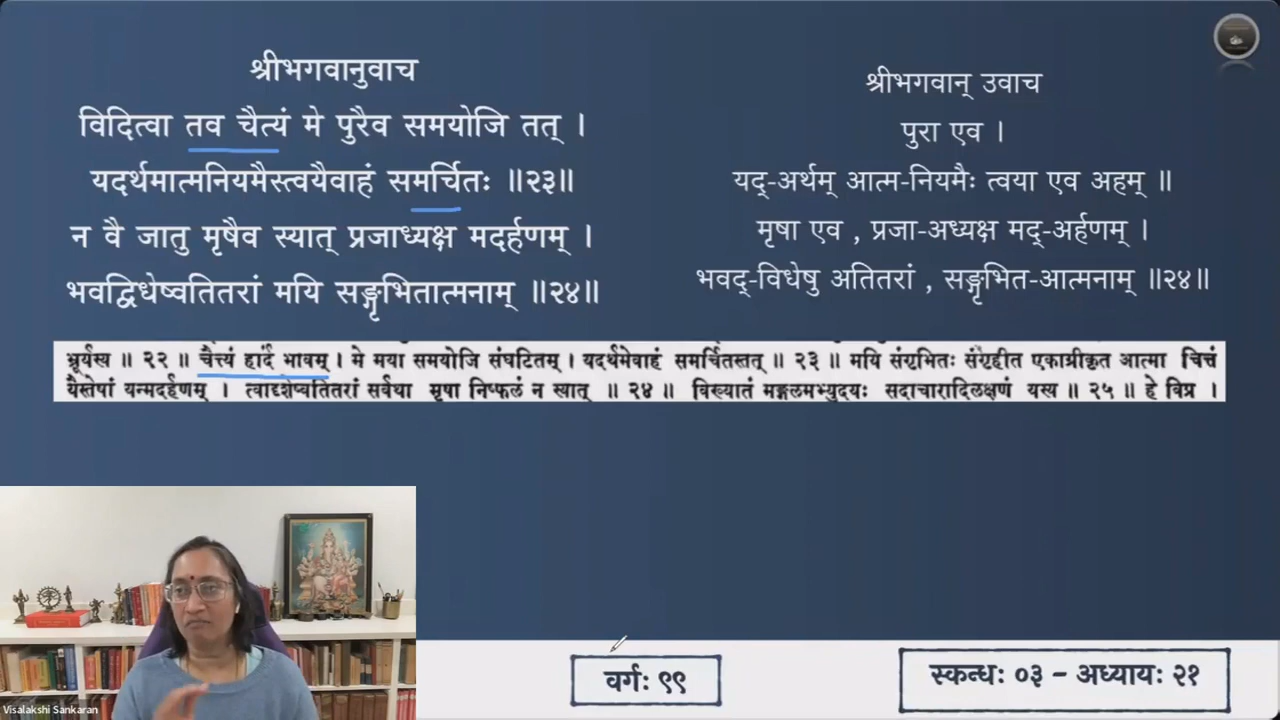 श्रीभगवानुवाच
विदित्वा तव चैत्यं मे पुरैव समयोजि तत् ।
यदर्थमात्मनियमैस्त्वयैवाहं समर्चितः ॥२३॥
न वै जातु मृषैव स्यात् प्रजाध्यक्ष मदर्हणम् ।
भवद्विधेष्वतितरां मयि सङ्गृभितात्मनाम् ॥२४॥
श्रीभगवान् उवाच
पुरा एव ।
यद्-अर्थम् आत्म-नियमैः त्वया एव अहम् ॥
मृषा एव , प्रजा-अध्यक्ष मद्-अर्हणम् ।
भवद्-विधेषु अतितरां , सङ्गृभित-आत्मनाम् ॥२४॥
भ्रूर्यस्य ॥ २२ ॥ चैत्त्यं हार्दं भावम् । मे मया समयोजि संघटितम् । यदर्थमेवाहं समर्चितस्तत् ॥ २३ ॥ मयि संगृभितः संगृहीत एकाग्रीकृत आत्मा चित्तं
यैस्तेषां यन्मदर्हणम् । त्वादृशेष्वतितरां सर्वथा मृषा निष्फलं न स्यात् ॥ २४ ॥ विख्यातं मङ्गलमभ्युदयः सदाचारादिलक्षणं यस्य ॥ २५ ॥ हे विप्र ।
Visalakshi Sankaran
वर्गः ९९
स्कन्धः ०३ - अध्यायः २१